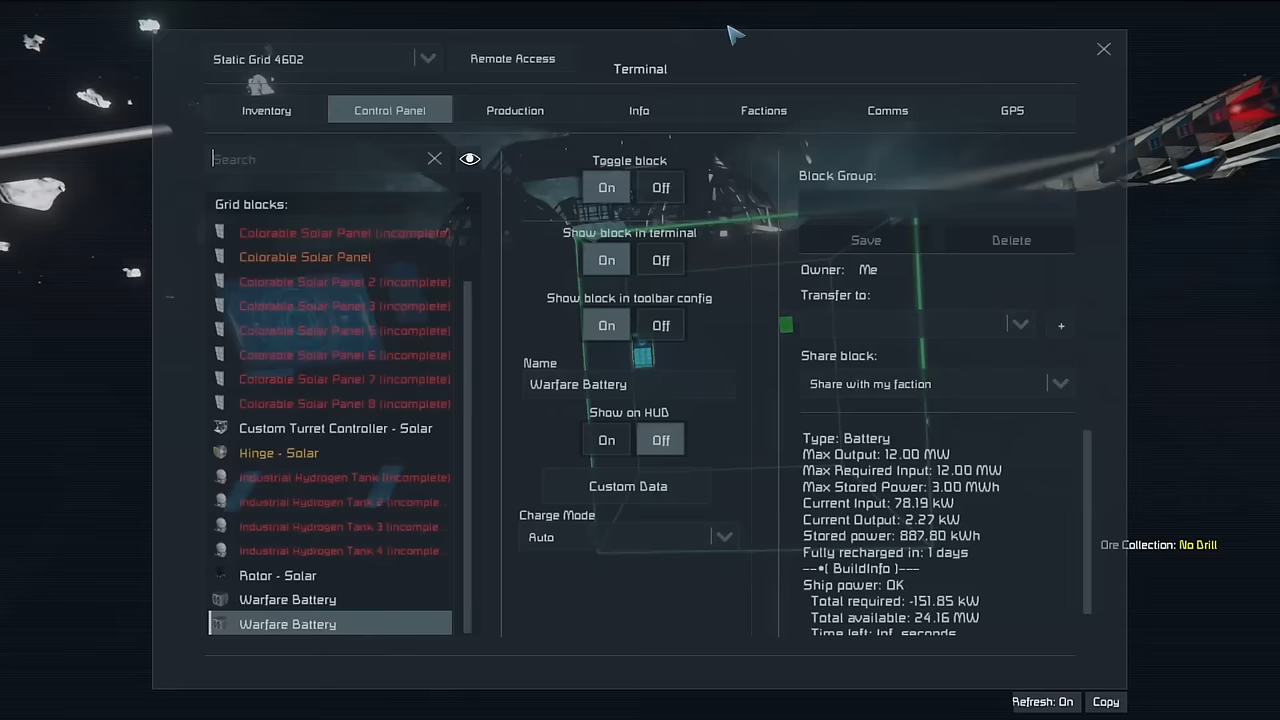 Static Grid 4602
Remote Access
Terminal
Inventory
Control Panel
Production
Info
Factions
Comms
GPS
Search
Grid blocks:
Colorable Solar Panel (incomplete)
Colorable Solar Panel
Colorable Solar Panel 2 (incomplete)
Colorable Solar Panel 3 (incomplete)
Colorable Solar Panel 5 (incomplete)
Colorable Solar Panel 6 (incomplete)
Colorable Solar Panel 7 (incomplete)
Colorable Solar Panel 8 (incomplete)
Custom Turret Controller - Solar
Hinge - Solar
Industrial Hydrogen Tank (incomplete)
Industrial Hydrogen Tank 2 (incomple...
Industrial Hydrogen Tank 3 (incomple...
Industrial Hydrogen Tank 4 (incomple...
Rotor - Solar
Warfare Battery
Warfare Battery
Toggle block
On Off
Show block in terminal
On Off
Show block in toolbar config
On Off
Name
Warfare Battery
Show on HUD
On Off
Custom Data
Charge Mode
Auto
Block Group:
Save
Delete
Owner: Me
Transfer to:
+
Share block:
Share with my faction
Type: Battery
Max Output: 12.00 MW
Max Required Input: 12.00 MW
Max Stored Power: 3.00 MWh
Current Input: 78.19 kW
Current Output: 2.27 kW
Stored power: 887.80 kWh
Fully recharged in: 1 days
---•( BuildInfo )---
Ship power: OK
Total required: -151.85 kW
Total available: 24.16 MW
Time left: Inf. seconds
Ore Collection: No Drill
Refresh: On
Copy